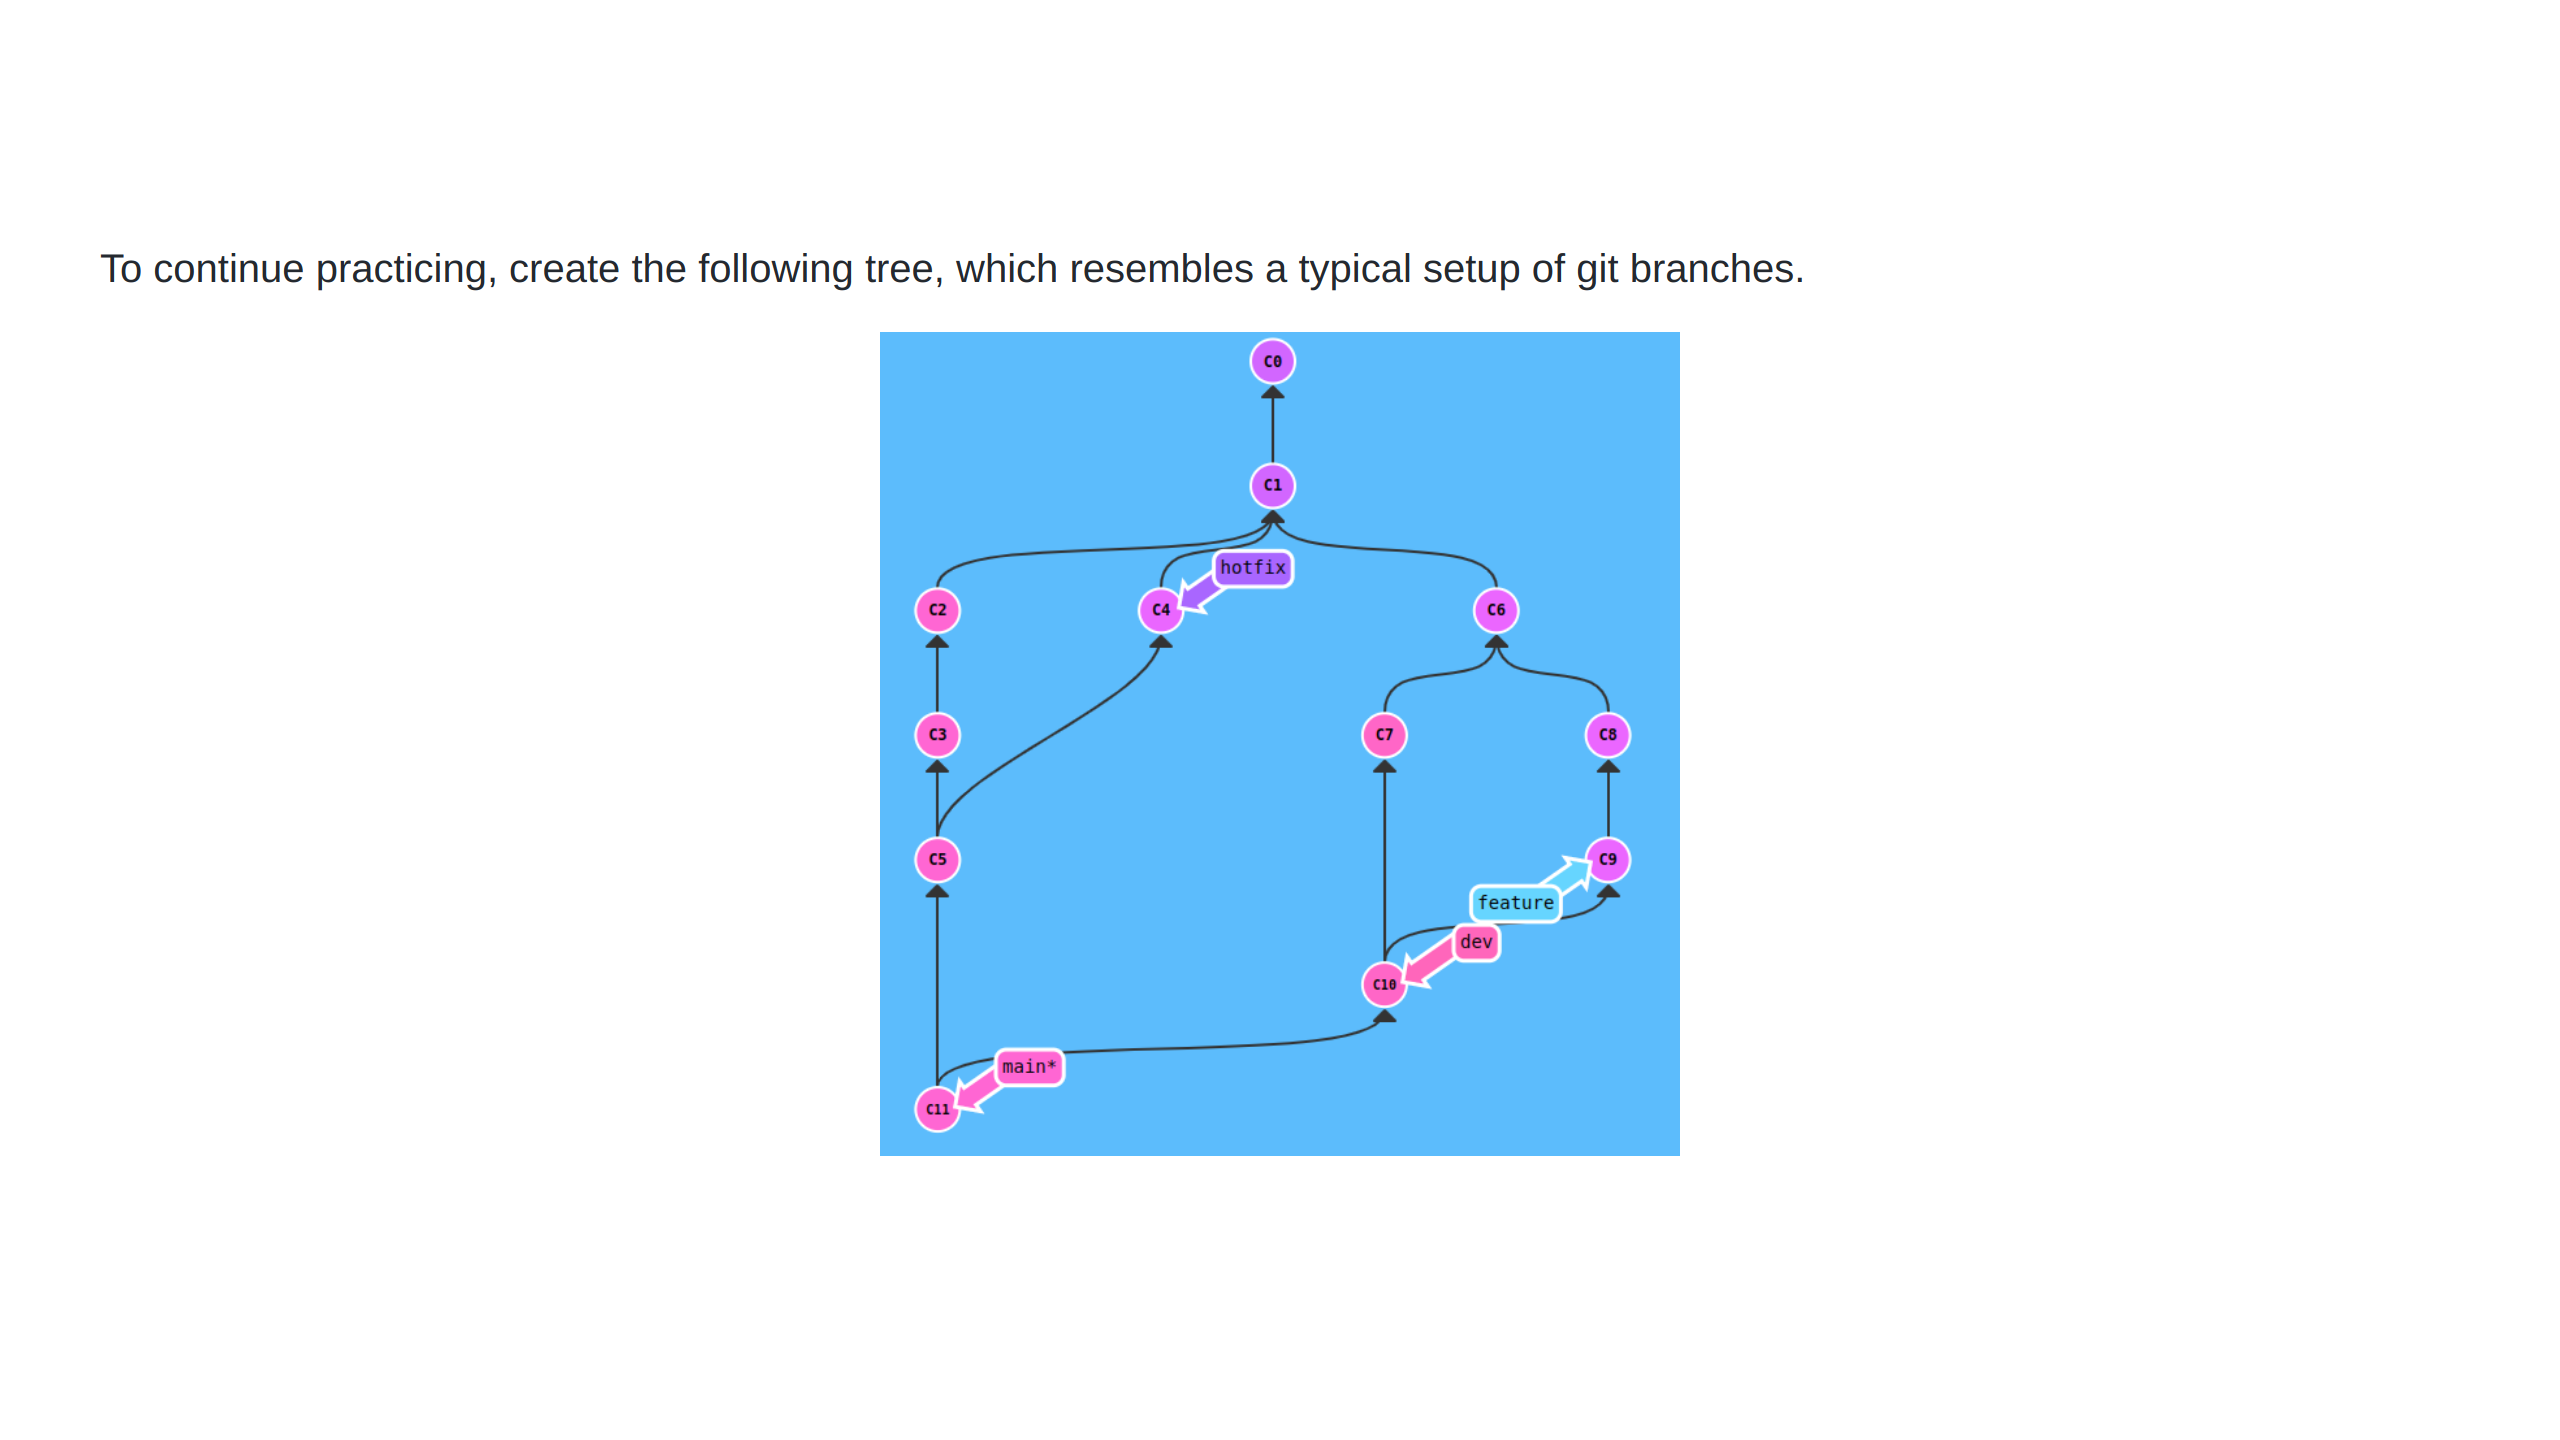 To continue practicing, create the following tree, which resembles a typical setup of git branches.
C0
C1
hotfix
C2
C4
C6
C3
C7
C8
C5
C9
feature
dev
C10
main*
C11